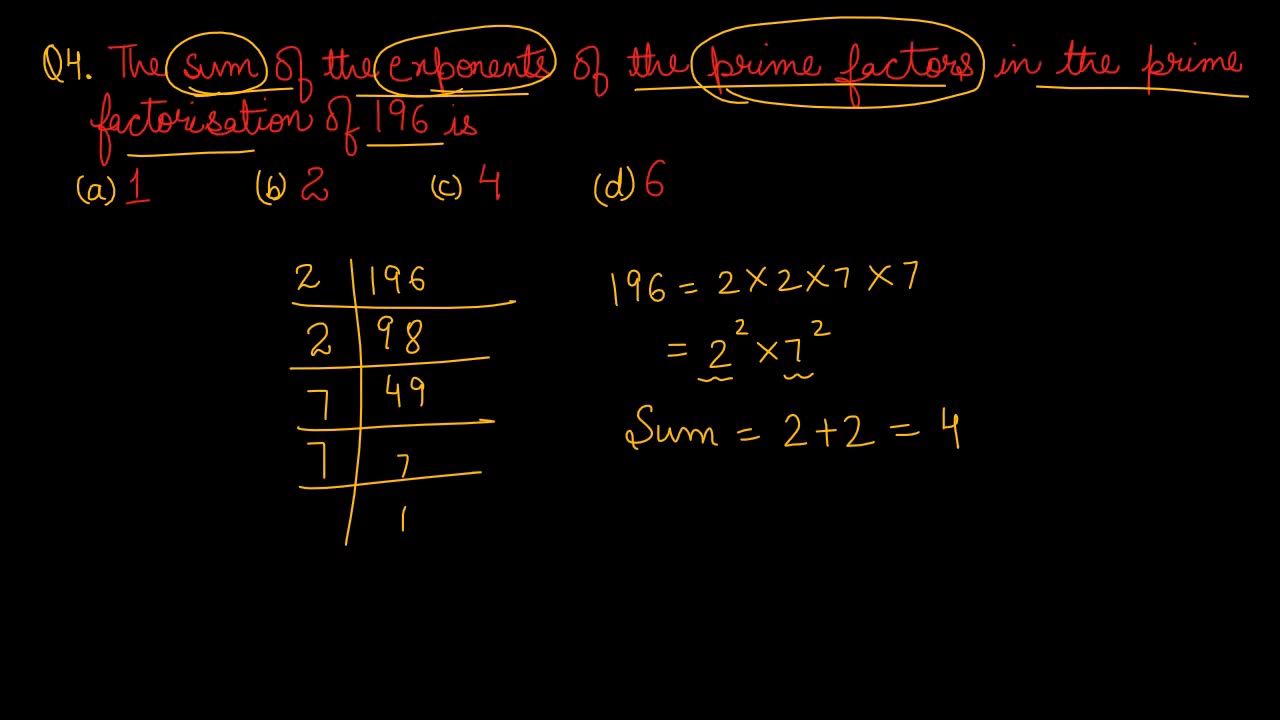 Q4. The sum of the exponents of the prime factors in the prime
factorisation of 196 is
(a) 1 (b) 2 (c) 4 (d) 6
2 | 196
2 | 98
7 | 49
7 | 7
| 1
196 = 2 × 2 × 7 × 7
= 2² × 7²
Sum = 2 + 2 = 4